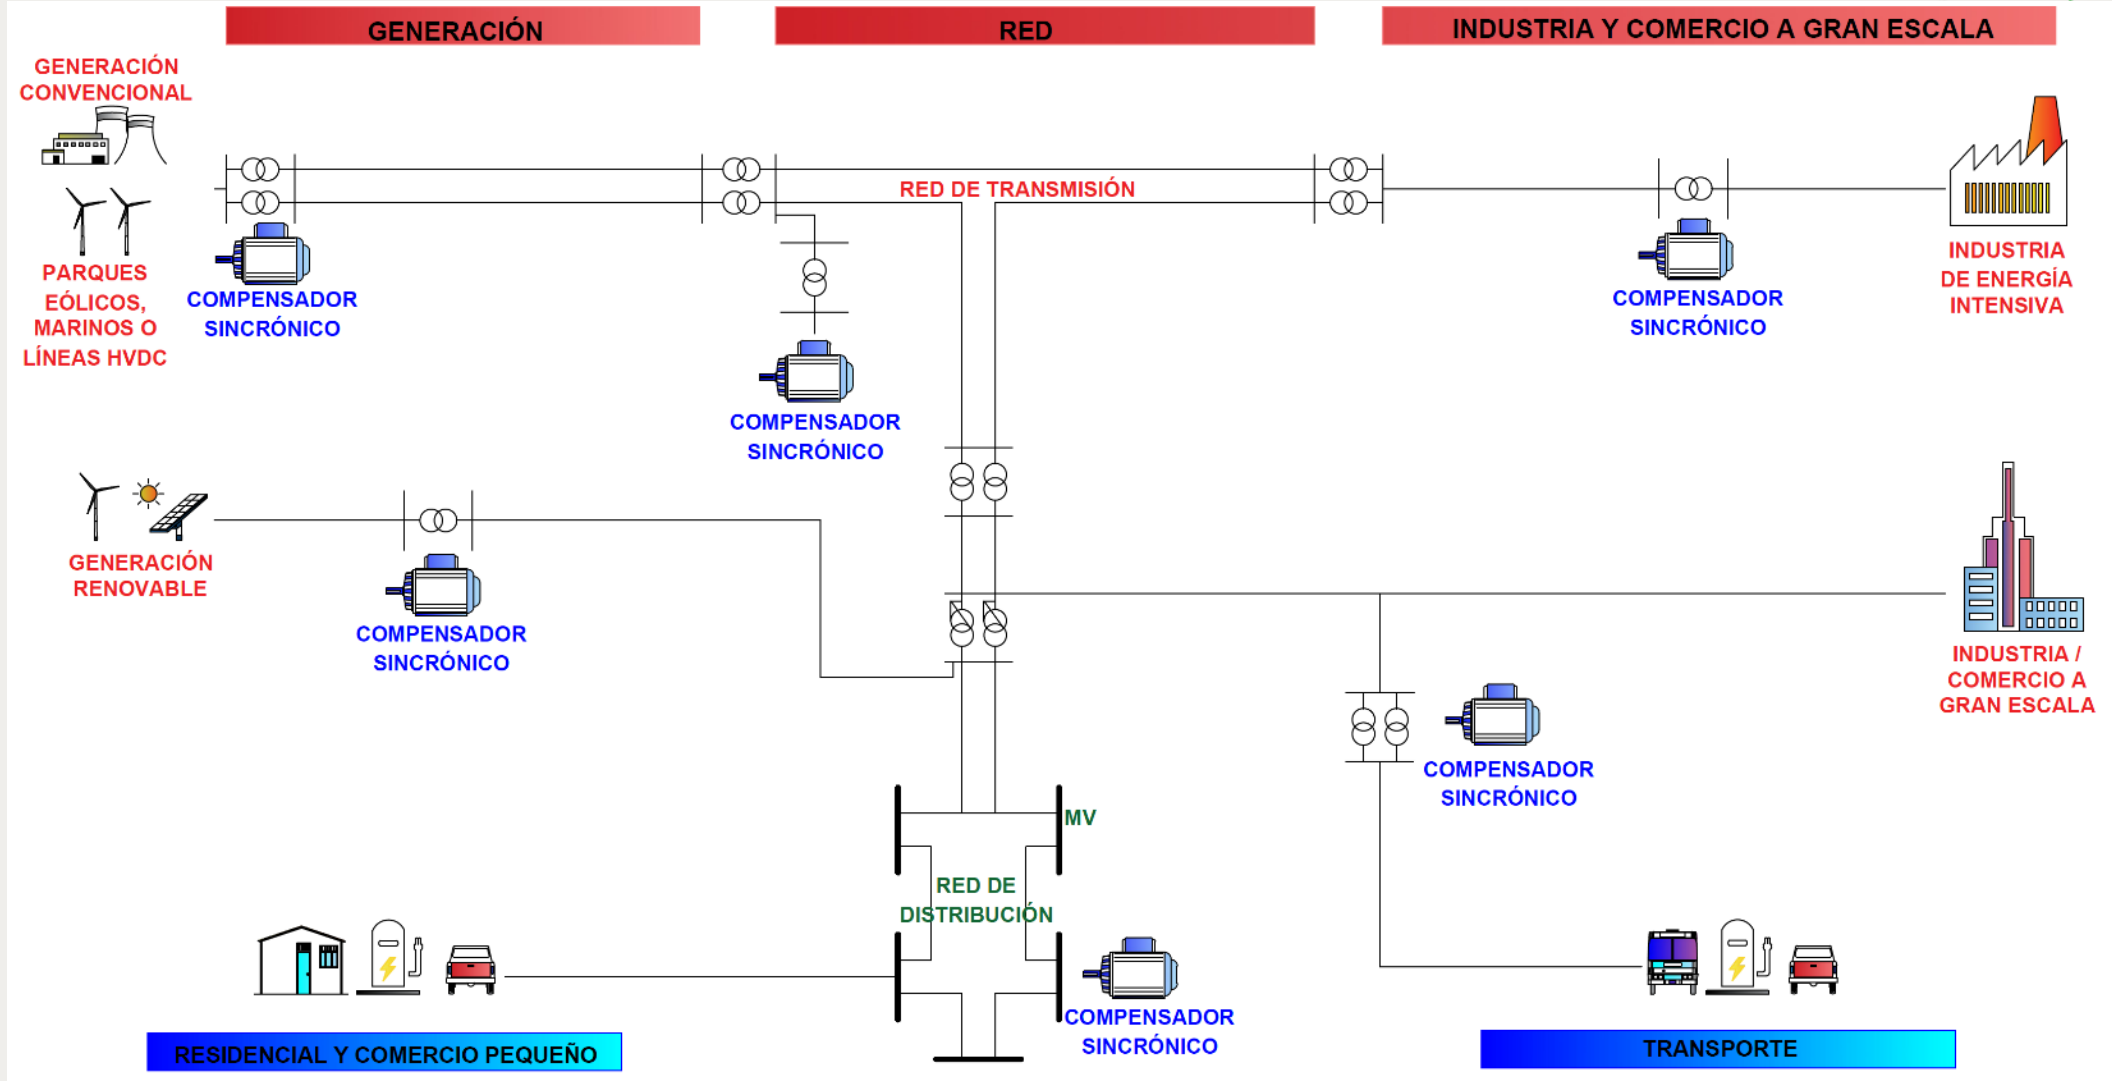 GENERACIÓN
RED
INDUSTRIA Y COMERCIO A GRAN ESCALA
GENERACIÓN
CONVENCIONAL
PARQUES
EÓLICOS,
MARINOS O
LÍNEAS HVDC
COMPENSADOR
SINCRÓNICO
RED DE TRANSMISIÓN
COMPENSADOR
SINCRÓNICO
COMPENSADOR
SINCRÓNICO
INDUSTRIA
DE ENERGÍA
INTENSIVA
GENERACIÓN
RENOVABLE
COMPENSADOR
SINCRÓNICO
INDUSTRIA /
COMERCIO A
GRAN ESCALA
COMPENSADOR
SINCRÓNICO
MV
RED DE
DISTRIBUCIÓN
COMPENSADOR
SINCRÓNICO
RESIDENCIAL Y COMERCIO PEQUEÑO
TRANSPORTE